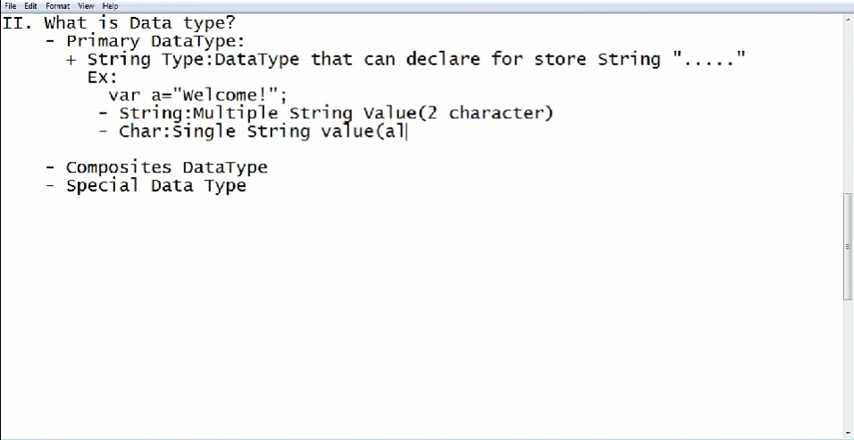 File Edit Format View Help
II. What is Data type?
- Primary DataType:
+ String Type:DataType that can declare for store String "....."
Ex:
var a="Welcome!";
- String:Multiple String Value(2 character)
- Char:Single String value(al
- Composites DataType
- Special Data Type